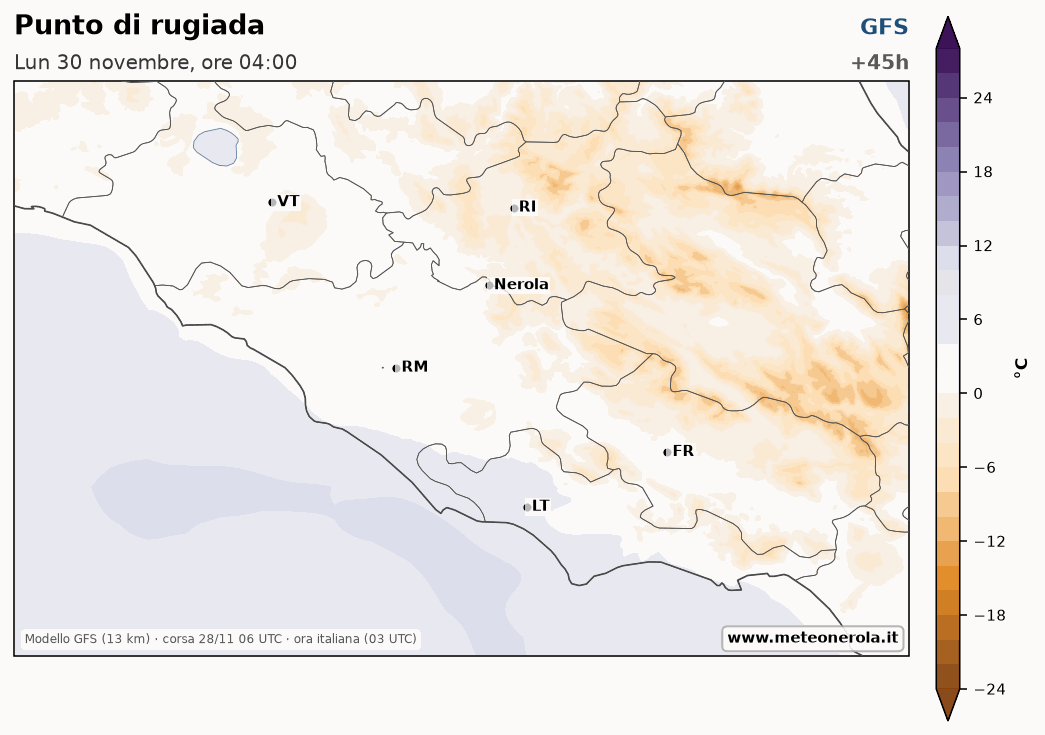 Punto di rugiada
GFS
Lun 30 novembre, ore 04:00
+45h
VT
RI
Nerola
RM
FR
LT
24
18
12
6
0
−6
−12
−18
−24
°C
Modello GFS (13 km) · corsa 28/11 06 UTC · ora italiana (03 UTC)
www.meteonerola.it